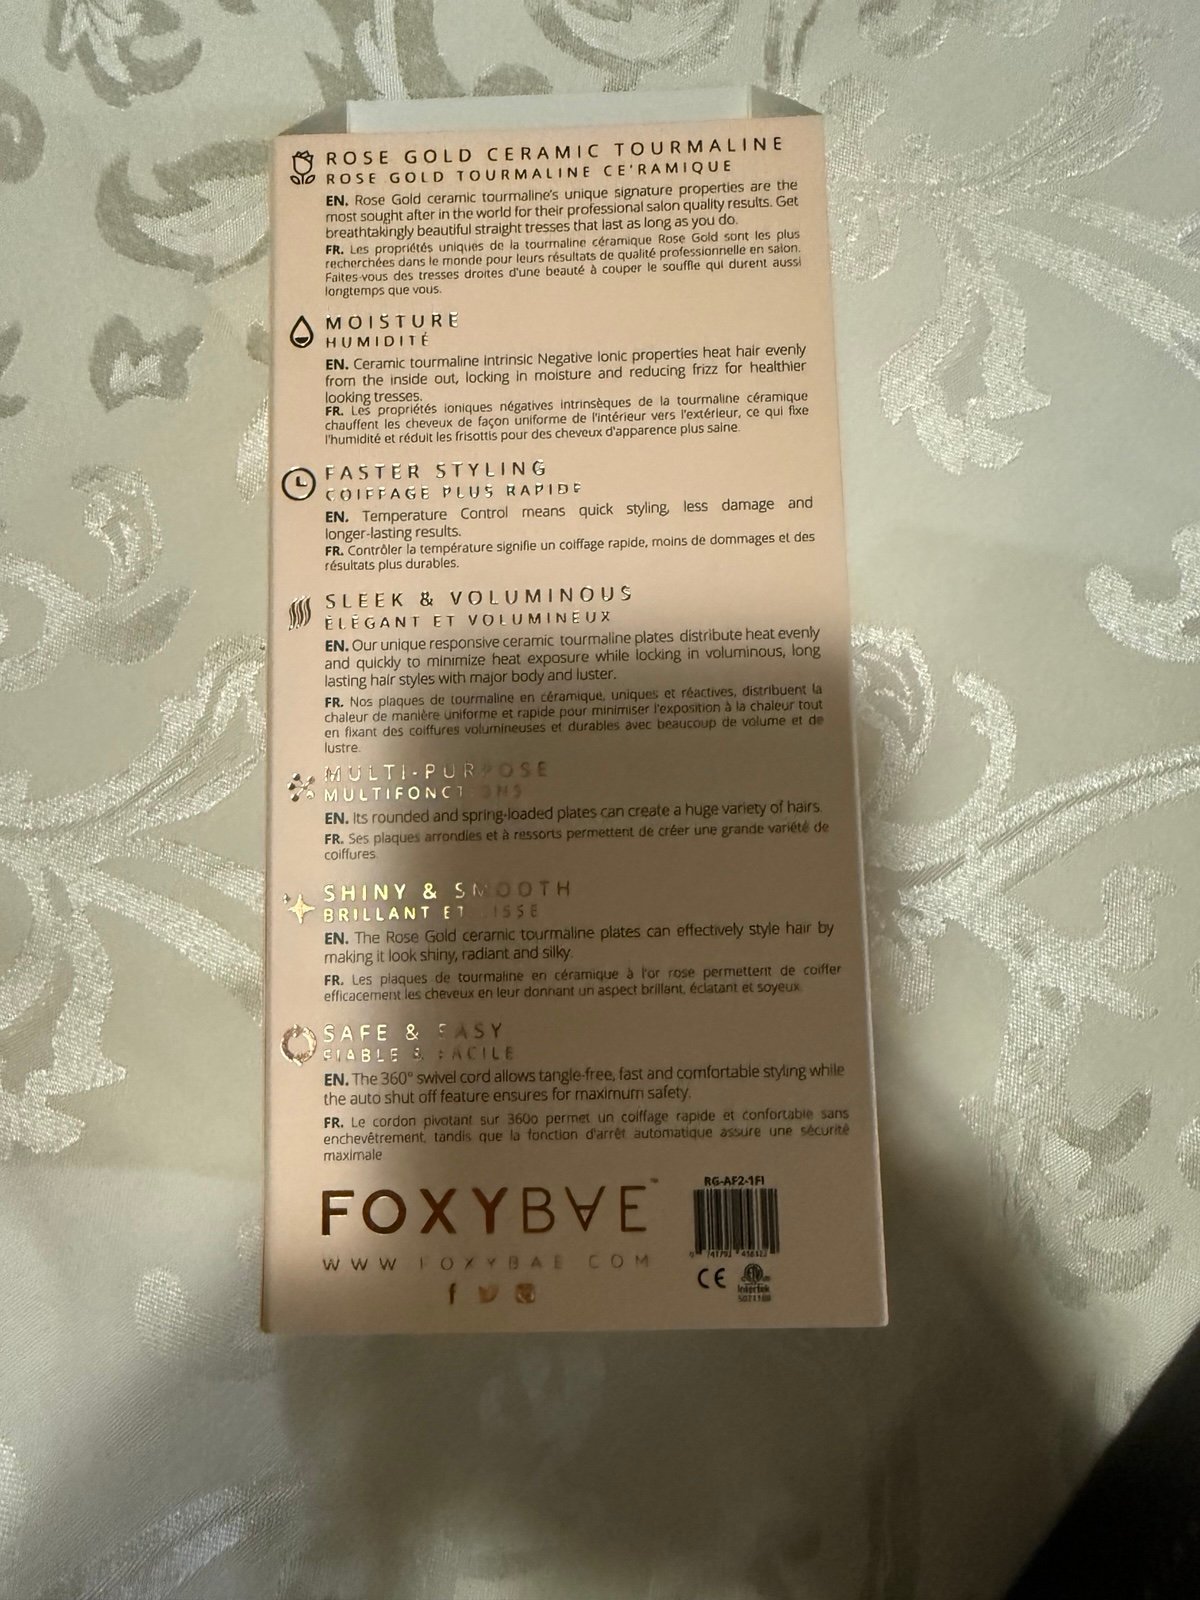 ROSE GOLD CERAMIC TOURMALINE
ROSE GOLD TOURMALINE CE'RAMIQUE
EN. Rose Gold ceramic tourmaline's unique signature properties are the
most sought after in the world for their professional salon quality results. Get
breathtakingly beautiful straight tresses that last as long as you do.
FR. Les propriétés uniques de la tourmaline céramique Rose Gold sont les plus
recherchées dans le monde pour leurs résultats de qualité professionnelle en salon.
Faites-vous des tresses droites d'une beauté à couper le souffle qui durent aussi
longtemps que vous.
MOISTURE
HUMIDITÉ
EN. Ceramic tourmaline intrinsic Negative Ionic properties heat hair evenly
from the inside out, locking in moisture and reducing frizz for healthier
looking tresses.
FR. Les propriétés ioniques négatives intrinsèques de la tourmaline céramique
chauffent les cheveux de façon uniforme de l'intérieur vers l'extérieur, ce qui fixe
l'humidité et réduit les frisottis pour des cheveux d'apparence plus saine.
FASTER STYLING
COIFFAGE PLUS RAPIDE
EN. Temperature Control means quick styling, less damage and
longer-lasting results.
FR. Contrôler la température signifie un coiffage rapide, moins de dommages et des
résultats plus durables.
SLEEK & VOLUMINOUS
ÉLÉGANT ET VOLUMINEUX
EN. Our unique responsive ceramic tourmaline plates distribute heat evenly
and quickly to minimize heat exposure while locking in voluminous, long
lasting hair styles with major body and luster.
FR. Nos plaques de tourmaline en céramique, uniques et réactives, distribuent la
chaleur de manière uniforme et rapide pour minimiser l'exposition à la chaleur tout
en fixant des coiffures volumineuses et durables avec beaucoup de volume et de
lustre.
MULTI-PURPOSE
MULTIFONCTIONS
EN. Its rounded and spring-loaded plates can create a huge variety of hairs.
FR. Ses plaques arrondies et à ressorts permettent de créer une grande variété de
coiffures.
SHINY & SMOOTH
BRILLANT ET LISSE
EN. The Rose Gold ceramic tourmaline plates can effectively style hair by
making it look shiny, radiant and silky.
FR. Les plaques de tourmaline en céramique à l'or rose permettent de coiffer
efficacement les cheveux en leur donnant un aspect brillant, éclatant et soyeux.
SAFE & EASY
FIABLE & FACILE
EN. The 360° swivel cord allows tangle-free, fast and comfortable styling while
the auto shut off feature ensures for maximum safety.
FR. Le cordon pivotant sur 360o permet un coiffage rapide et confortable sans
enchevêtrement, tandis que la fonction d'arrêt automatique assure une sécurité
maximale
FOXYBAE™
WWW FOXYBAE COM
RG-AF2-1FI
CE
Intertek